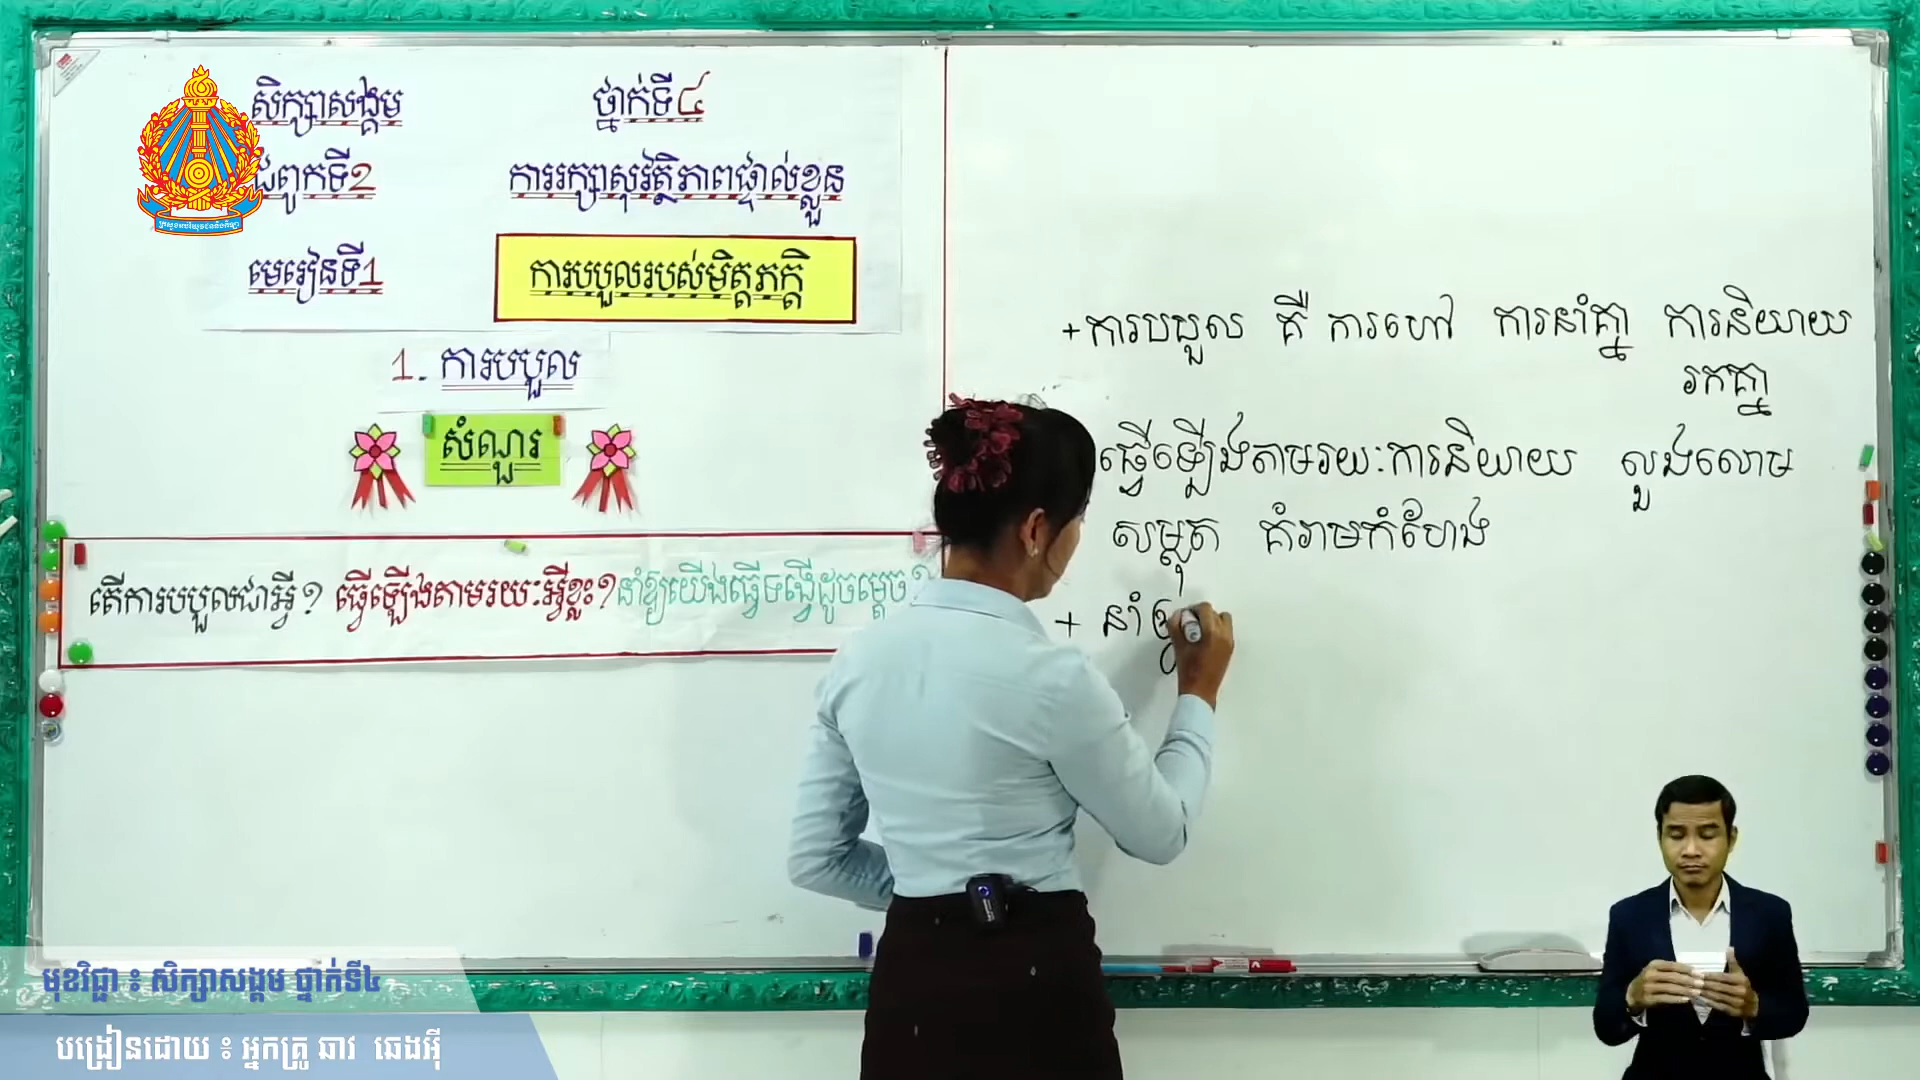 សិក្សាសង្គម ថ្នាក់ទី៤
ជំពូកទី2 ការរក្សាសុវត្ថិភាពផ្ទាល់ខ្លួន
មេរៀនទី1 ការបបួលរបស់មិត្តភក្តិ
1. ការបបួល
សំណួរ
តើការបបួលជាអ្វី? ធ្វើឡើងតាមរយៈអ្វីខ្លះ? នាំឱ្យយើងធ្វើទង្វើដូចម្តេច?
+ការបបួល គឺ ការហៅ ការនាំគ្នា ការនិយាយ
រកគ្នា
ធ្វើឡើងតាមរយៈការនិយាយ លួងលោម
សម្លុត គំរាមកំហែង
+ នាំឱ្យ
មុខវិជ្ជា ៖ សិក្សាសង្គម ថ្នាក់ទី៤
បង្រៀនដោយ ៖ អ្នកគ្រូ ឆាវ ឆេងអ៊ី